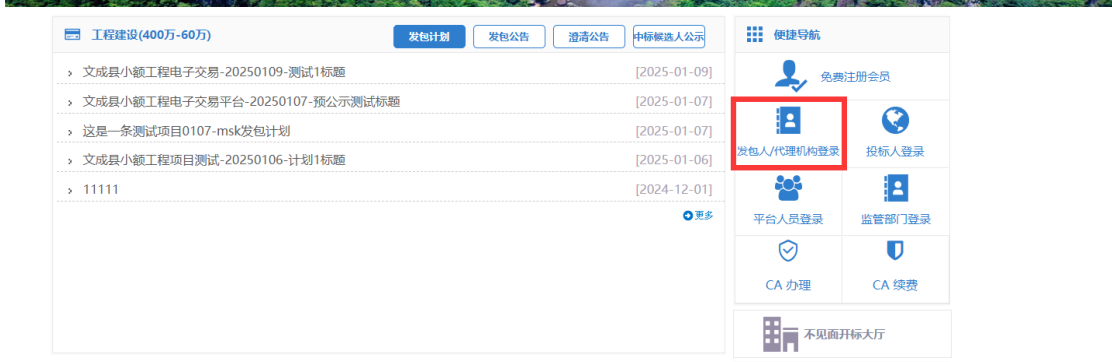 工程建设(400万-60万)
发包计划 发包公告 澄清公告 中标候选人公示
文成县小额工程电子交易-20250109-测试1标题 [2025-01-09]
文成县小额工程电子交易平台-20250107-预公示测试标题 [2025-01-07]
这是一条测试项目0107-msk发包计划 [2025-01-07]
文成县小额工程项目测试-20250106-计划1标题 [2025-01-06]
11111 [2024-12-01]
更多
便捷导航
免费注册会员
发包人/代理机构登录 投标人登录
平台人员登录 监管部门登录
CA 办理 CA 续费
不见面开标大厅